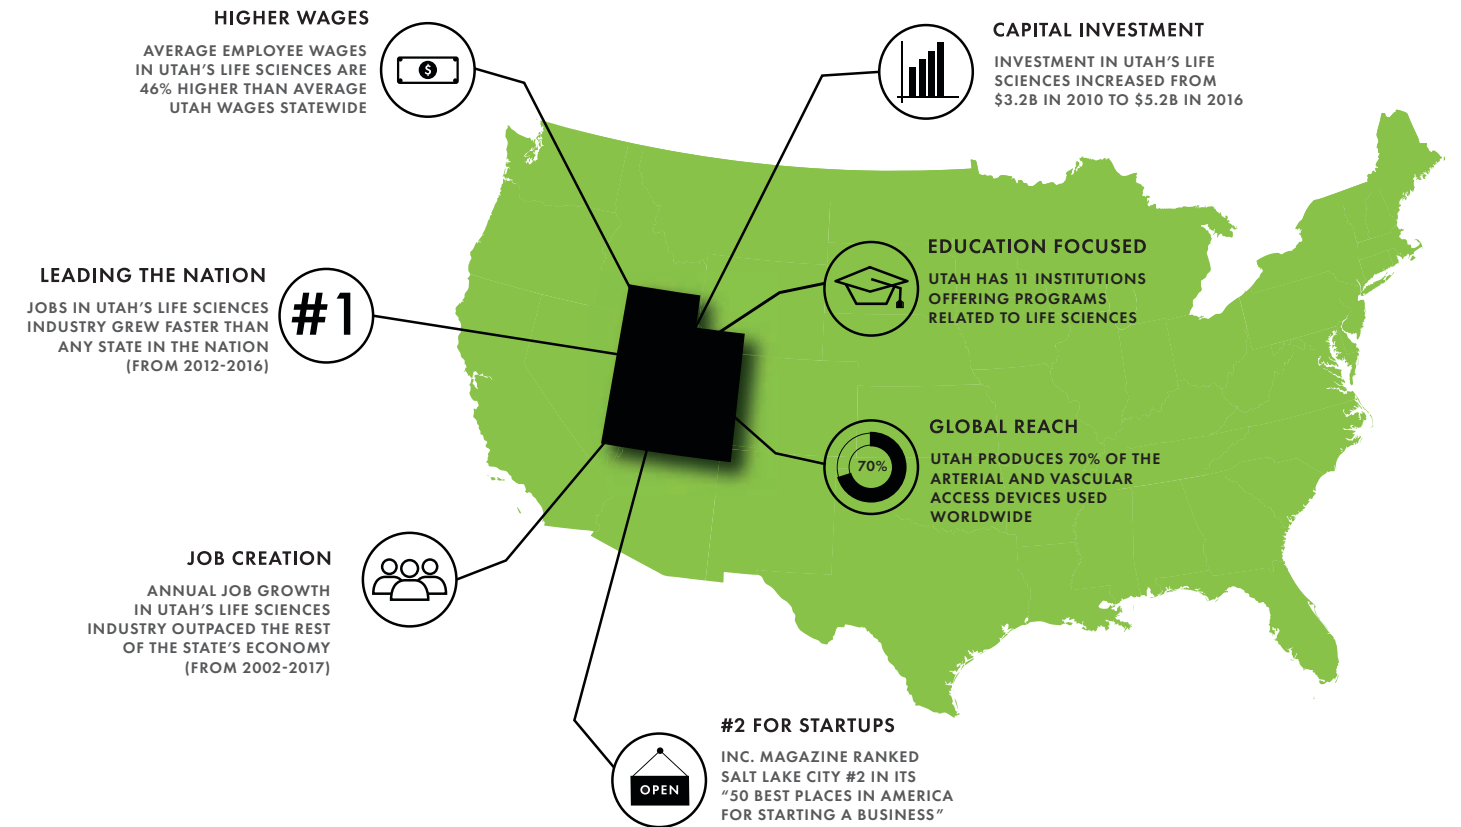 HIGHER WAGES
AVERAGE EMPLOYEE WAGES
IN UTAH'S LIFE SCIENCES ARE
46% HIGHER THAN AVERAGE
UTAH WAGES STATEWIDE
$
CAPITAL INVESTMENT
INVESTMENT IN UTAH'S LIFE
SCIENCES INCREASED FROM
$3.2B IN 2010 TO $5.2B IN 2016
LEADING THE NATION
JOBS IN UTAH'S LIFE SCIENCES
INDUSTRY GREW FASTER THAN
ANY STATE IN THE NATION
(FROM 2012-2016)
#1
EDUCATION FOCUSED
UTAH HAS 11 INSTITUTIONS
OFFERING PROGRAMS
RELATED TO LIFE SCIENCES
GLOBAL REACH
70%
UTAH PRODUCES 70% OF THE
ARTERIAL AND VASCULAR
ACCESS DEVICES USED
WORLDWIDE
JOB CREATION
ANNUAL JOB GROWTH
IN UTAH'S LIFE SCIENCES
INDUSTRY OUTPACED THE REST
OF THE STATE'S ECONOMY
(FROM 2002-2017)
#2 FOR STARTUPS
OPEN
INC. MAGAZINE RANKED
SALT LAKE CITY #2 IN ITS
"50 BEST PLACES IN AMERICA
FOR STARTING A BUSINESS"